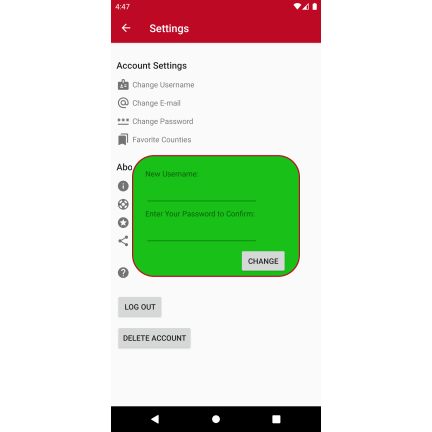 4:47
Settings
Account Settings
Change Username
Change E-mail
Change Password
Favorite Counties
Abo
New Username:
Enter Your Password to Confirm:
CHANGE
LOG OUT
DELETE ACCOUNT